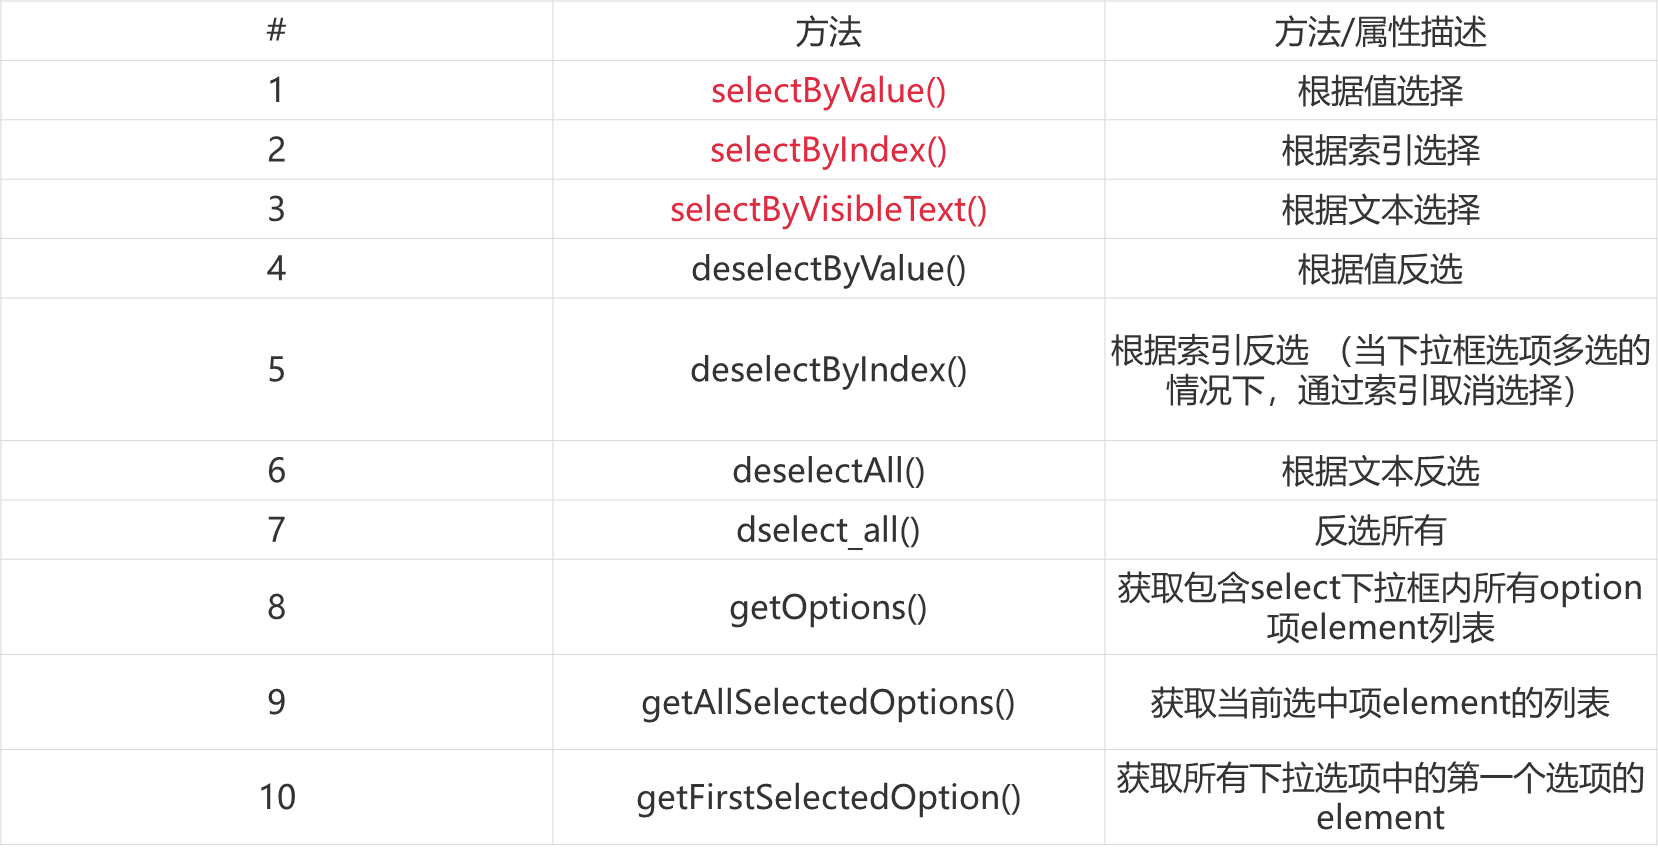 # 方法 方法/属性描述
1 selectByValue() 根据值选择
2 selectByIndex() 根据索引选择
3 selectByVisibleText() 根据文本选择
4 deselectByValue() 根据值反选
5 deselectByIndex() 根据索引反选 （当下拉框选项多选的
情况下，通过索引取消选择）
6 deselectAll() 根据文本反选
7 dselect_all() 反选所有
8 getOptions() 获取包含select下拉框内所有option
项element列表
9 getAllSelectedOptions() 获取当前选中项element的列表
10 getFirstSelectedOption() 获取所有下拉选项中的第一个选项的
element